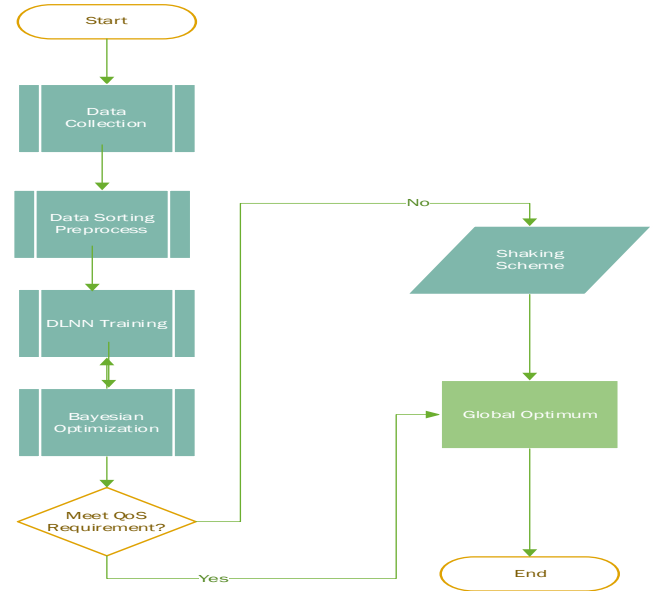 Start
Data
Collection
Data Sorting
Preprocess
DLNN Training
Bayesian
Optimization
Meet QoS
Requirement?
Yes
No
Shaking
Scheme
Global Optimum
End